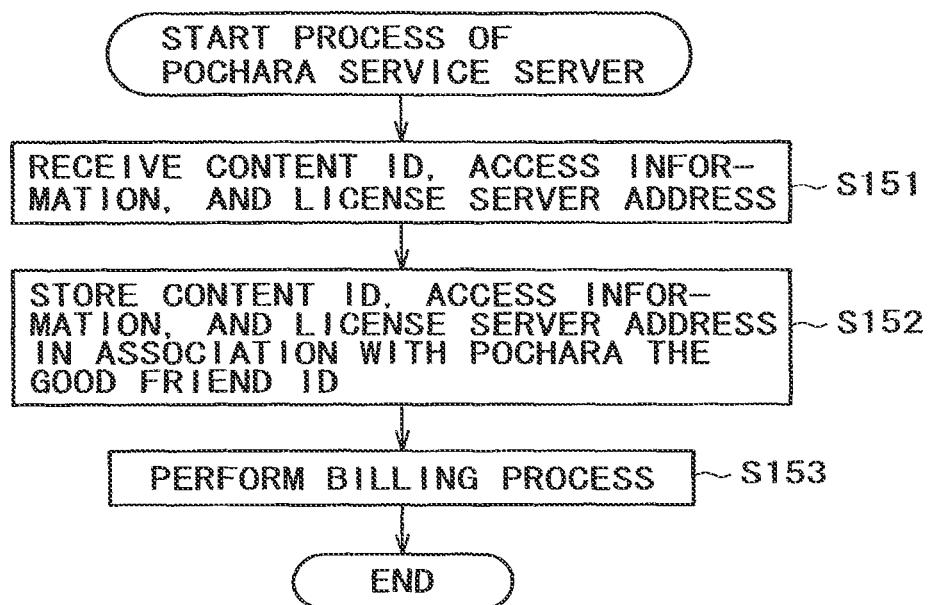 START PROCESS OF
POCHARA SERVICE SERVER
RECEIVE CONTENT ID, ACCESS INFOR-
MATION, AND LICENSE SERVER ADDRESS
S151
STORE CONTENT ID, ACCESS INFOR-
MATION, AND LICENSE SERVER ADDRESS
IN ASSOCIATION WITH POCHARA THE
GOOD FRIEND ID
S152
PERFORM BILLING PROCESS
S153
END